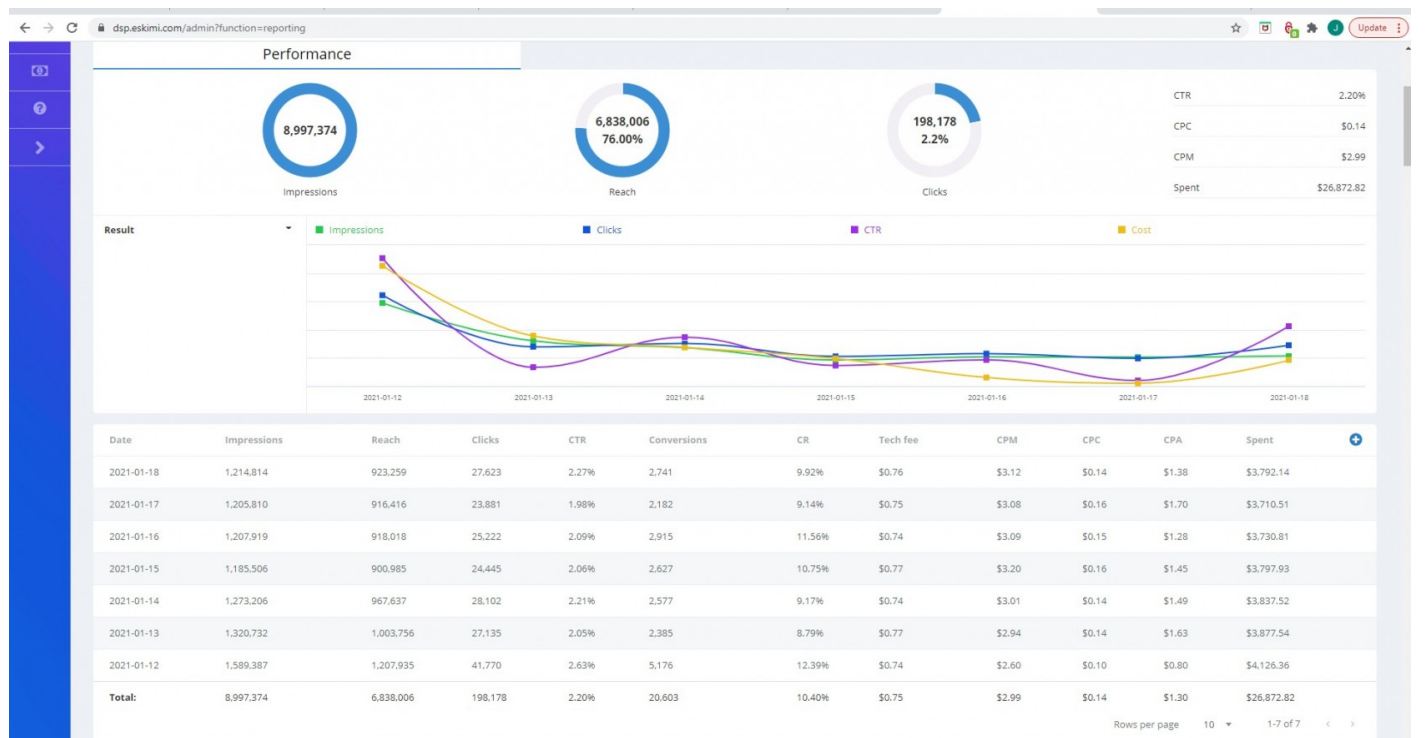 dsp.eskimi.com/admin?function=reporting
J
Update
Performance
8,997,374
Impressions
6,838,006
76.00%
Reach
198,178
2.2%
Clicks
CTR 2.20%
CPC $0.14
CPM $2.99
Spent $26,872.82
Result
Impressions Clicks CTR Cost
2021-01-12 2021-01-13 2021-01-14 2021-01-15 2021-01-16 2021-01-17 2021-01-18
Date Impressions Reach Clicks CTR Conversions CR Tech fee CPM CPC CPA Spent
2021-01-18 1,214,814 923,259 27,623 2.27% 2,741 9.92% $0.76 $3.12 $0.14 $1.38 $3,792.14
2021-01-17 1,205,810 916,416 23,881 1.98% 2,182 9.14% $0.75 $3.08 $0.16 $1.70 $3,710.51
2021-01-16 1,207,919 918,018 25,222 2.09% 2,915 11.56% $0.74 $3.09 $0.15 $1.28 $3,730.81
2021-01-15 1,185,506 900,985 24,445 2.06% 2,627 10.75% $0.77 $3.20 $0.16 $1.45 $3,797.93
2021-01-14 1,273,206 967,637 28,102 2.21% 2,577 9.17% $0.74 $3.01 $0.14 $1.49 $3,837.52
2021-01-13 1,320,732 1,003,756 27,135 2.05% 2,385 8.79% $0.77 $2.94 $0.14 $1.63 $3,877.54
2021-01-12 1,589,387 1,207,935 41,770 2.63% 5,176 12.39% $0.74 $2.60 $0.10 $0.80 $4,126.36
Total: 8,997,374 6,838,006 198,178 2.20% 20,603 10.40% $0.75 $2.99 $0.14 $1.30 $26,872.82
Rows per page 10 1-7 of 7